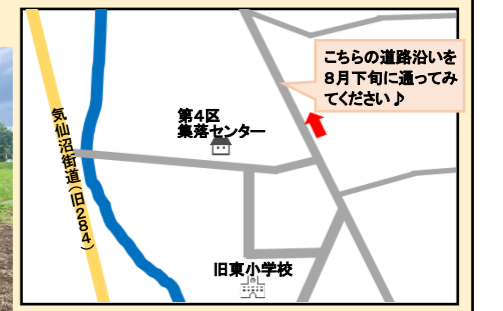 こちらの道路沿いを
８月下旬に通ってみ
てください♪
第４区
集落センター
気仙沼街道（旧２８４）
旧東小学校